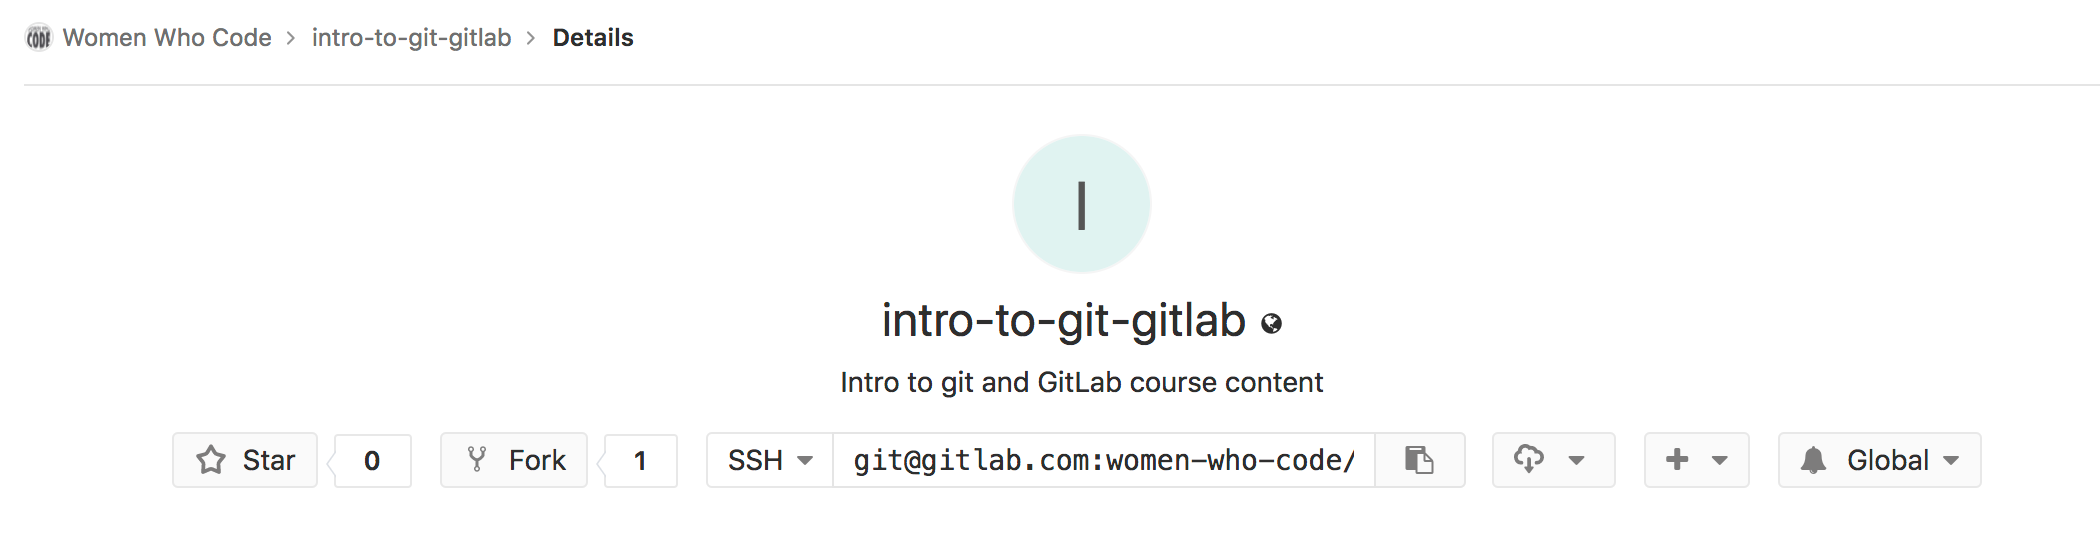 CODE Women Who Code > intro-to-git-gitlab > Details
I
intro-to-git-gitlab
Intro to git and GitLab course content
Star 0 Fork 1 SSH git@gitlab.com:women-who-code/ Global